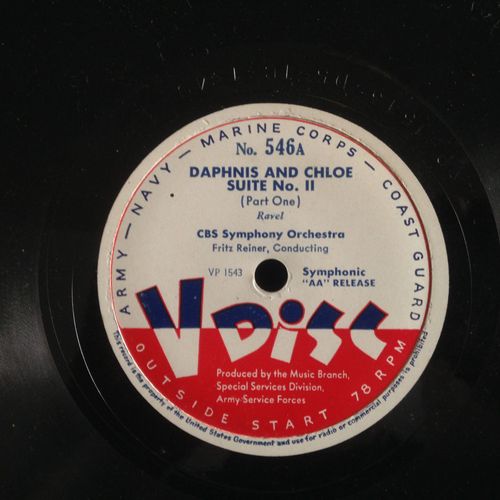 ARMY — NAVY — MARINE CORPS — COAST GUARD
No. 546A
DAPHNIS AND CHLOE
SUITE No. II
(Part One)
Ravel
CBS Symphony Orchestra
Fritz Reiner, Conducting
VP 1543
Symphonic
"AA" RELEASE
V DISC
Produced by the Music Branch,
Special Services Division,
Army Service Forces
OUTSIDE START 78 RPM
This record is the property of the United States Government and use for radio or commercial purposes is prohibited